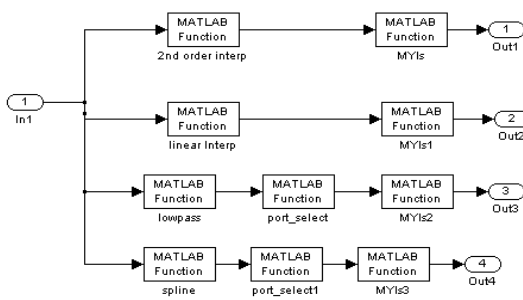 MATLAB
Function
2nd order interp
MATLAB
Function
MYls
1
Out1
1
In1
MATLAB
Function
linear Interp
MATLAB
Function
MYls1
2
Out2
MATLAB
Function
lowpass
MATLAB
Function
port_select
MATLAB
Function
MYls2
3
Out3
MATLAB
Function
spline
MATLAB
Function
port_select1
MATLAB
Function
MYls3
4
Out4